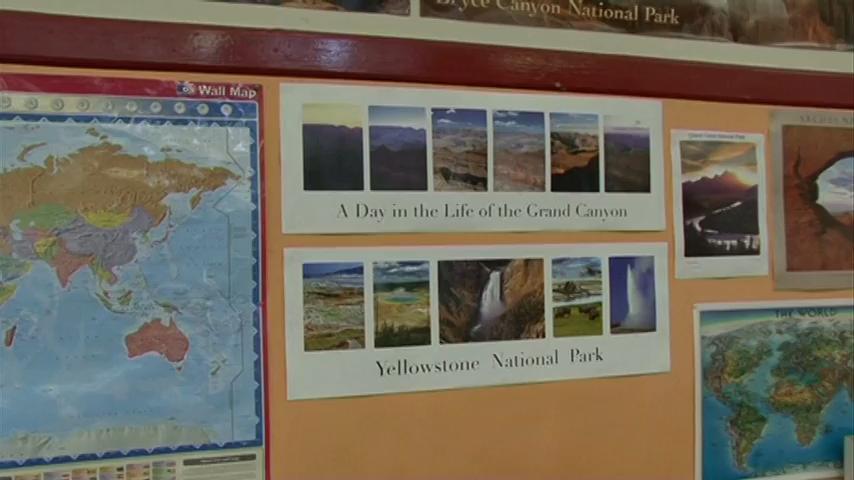 Bryce Canyon National Park
Wall Map
A Day in the Life of the Grand Canyon
Yellowstone National Park
THE WORLD